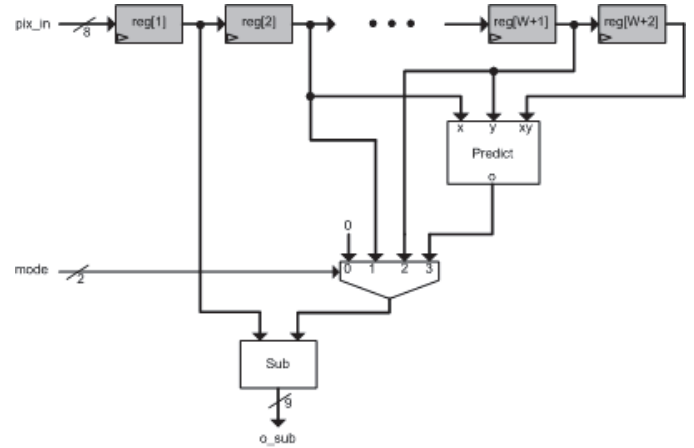 pix_in
8
reg[1]
reg[2]
reg[W+1]
reg[W+2]
x
y
xy
Predict
o
0
mode
2
0
1
2
3
Sub
9
o_sub